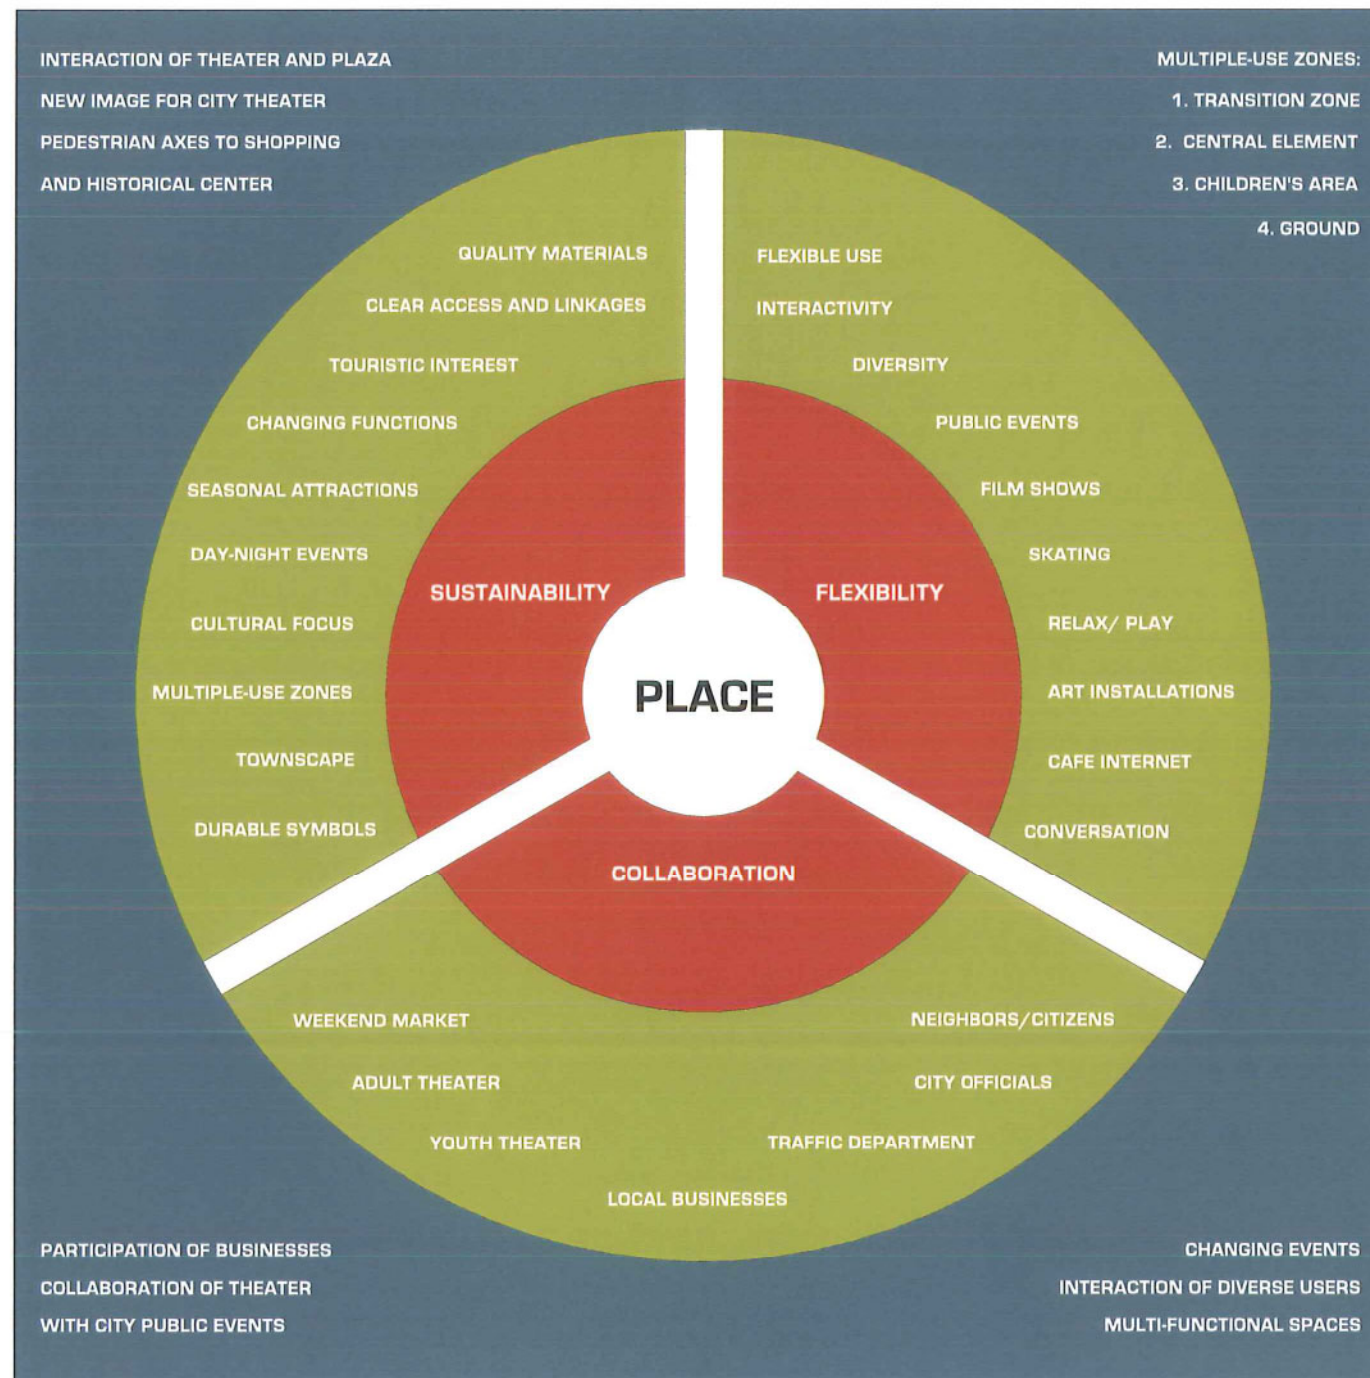 INTERACTION OF THEATER AND PLAZA
NEW IMAGE FOR CITY THEATER
PEDESTRIAN AXES TO SHOPPING
AND HISTORICAL CENTER
MULTIPLE-USE ZONES:
1. TRANSITION ZONE
2. CENTRAL ELEMENT
3. CHILDREN'S AREA
4. GROUND
QUALITY MATERIALS
CLEAR ACCESS AND LINKAGES
TOURISTIC INTEREST
CHANGING FUNCTIONS
SEASONAL ATTRACTIONS
DAY-NIGHT EVENTS
CULTURAL FOCUS
MULTIPLE-USE ZONES
TOWNSCAPE
DURABLE SYMBOLS
FLEXIBLE USE
INTERACTIVITY
DIVERSITY
PUBLIC EVENTS
FILM SHOWS
SKATING
RELAX/ PLAY
ART INSTALLATIONS
CAFE INTERNET
CONVERSATION
SUSTAINABILITY
FLEXIBILITY
PLACE
COLLABORATION
WEEKEND MARKET
ADULT THEATER
YOUTH THEATER
LOCAL BUSINESSES
NEIGHBORS/CITIZENS
CITY OFFICIALS
TRAFFIC DEPARTMENT
PARTICIPATION OF BUSINESSES
COLLABORATION OF THEATER
WITH CITY PUBLIC EVENTS
CHANGING EVENTS
INTERACTION OF DIVERSE USERS
MULTI-FUNCTIONAL SPACES